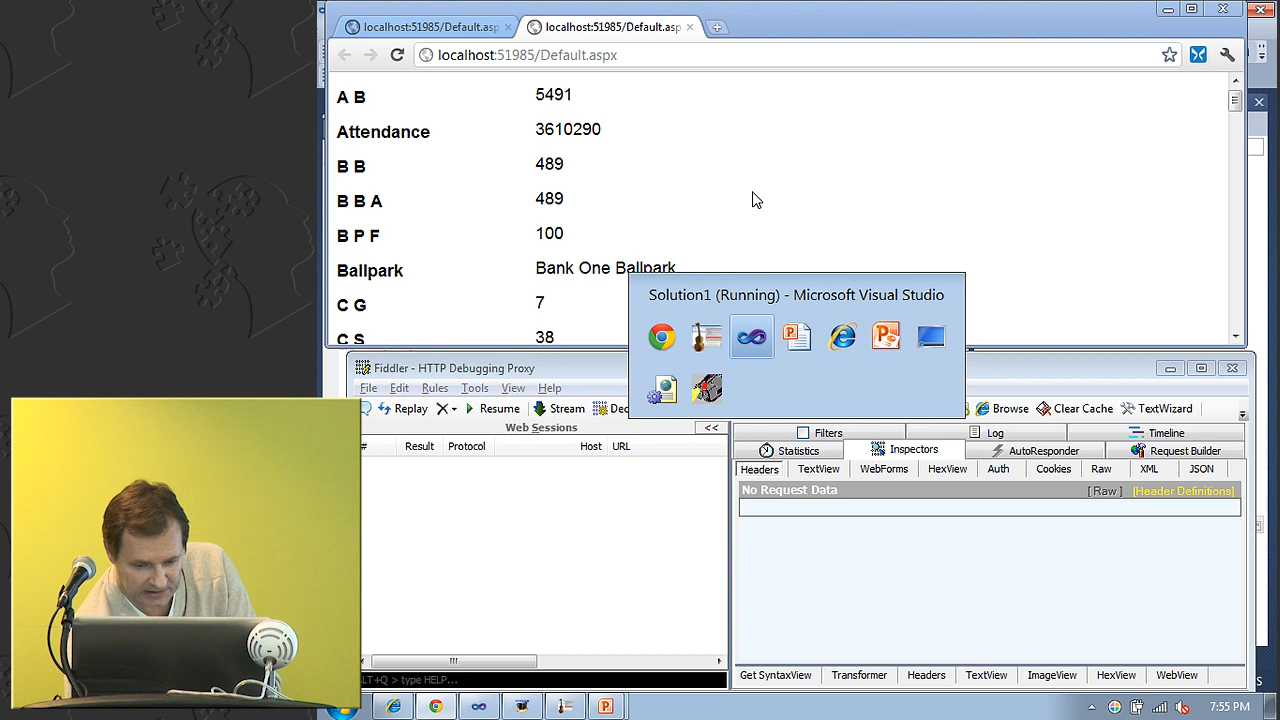 localhost:51985/Default.asp
localhost:51985/Default.asp
localhost:51985/Default.aspx
A B 5491
Attendance 3610290
B B 489
B B A 489
B P F 100
Ballpark Bank One Ballpark
C G 7
C S 38
Solution1 (Running) - Microsoft Visual Studio
Fiddler - HTTP Debugging Proxy
File Edit Rules Tools View Help
Replay Resume Stream Dec Browse Clear Cache TextWizard
Web Sessions <<
# Result Protocol Host URL
Filters Log Timeline
Statistics Inspectors AutoResponder Request Builder
Headers TextView WebForms HexView Auth Cookies Raw XML JSON
No Request Data [ Raw ] [Header Definitions]
Get SyntaxView Transformer Headers TextView ImageView HexView WebView
LT+Q > type HELP...
7:55 PM